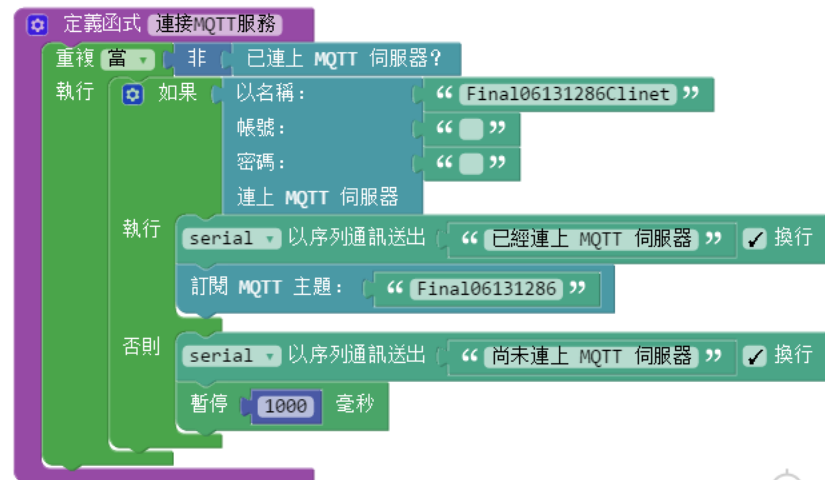 定義函式 連接MQTT服務
重複 當 非 已連上 MQTT 伺服器?
執行 如果 以名稱: “ Final06131286Clinet ”
帳號: “ ”
密碼: “ ”
連上 MQTT 伺服器
執行 serial 以序列通訊送出 “ 已經連上 MQTT 伺服器 ” ✓ 換行
訂閱 MQTT 主題: “ Final06131286 ”
否則 serial 以序列通訊送出 “ 尚未連上 MQTT 伺服器 ” ✓ 換行
暫停 1000 毫秒